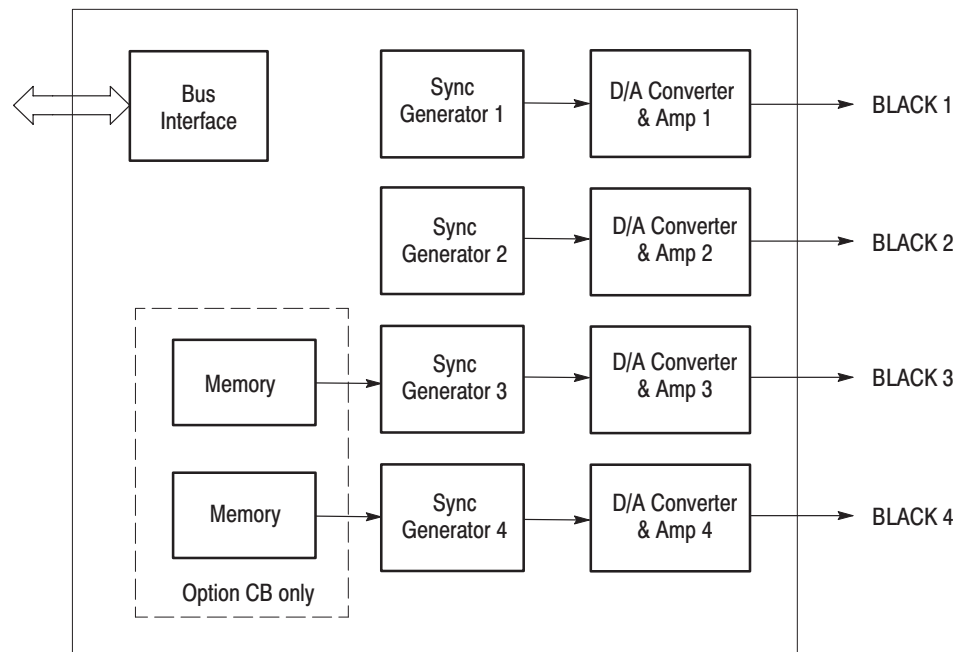 Bus
Interface
Sync
Generator 1
D/A Converter
& Amp 1
BLACK 1
Sync
Generator 2
D/A Converter
& Amp 2
BLACK 2
Memory
Sync
Generator 3
D/A Converter
& Amp 3
BLACK 3
Memory
Sync
Generator 4
D/A Converter
& Amp 4
BLACK 4
Option CB only